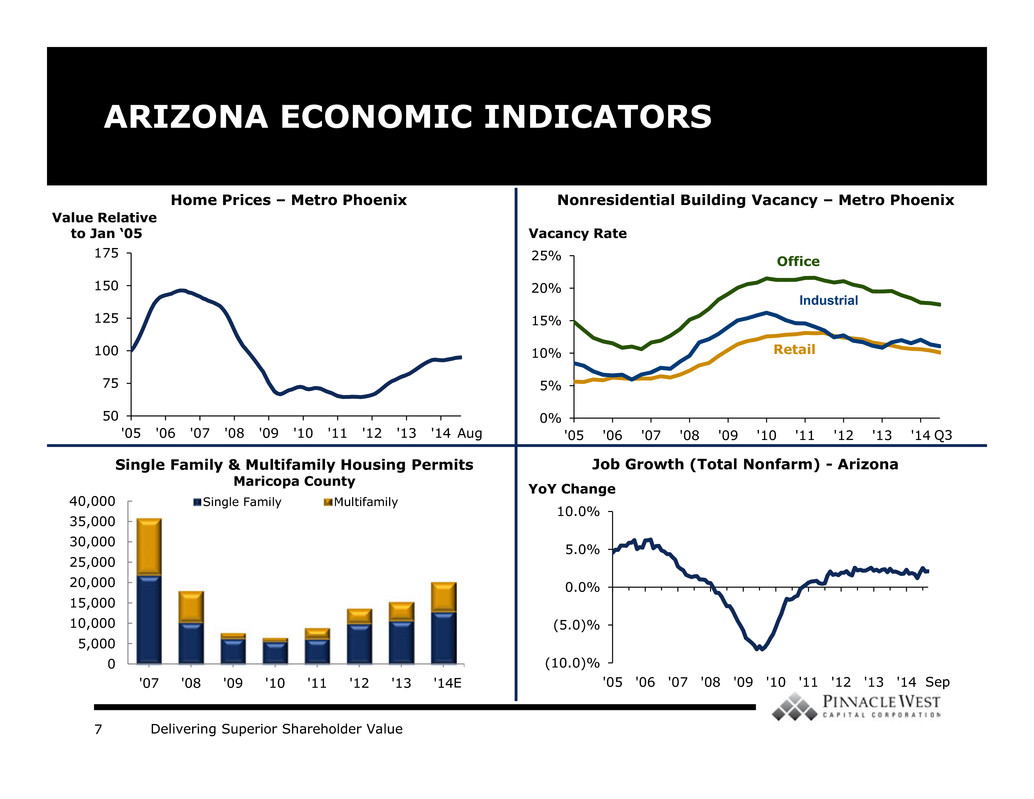 ARIZONA ECONOMIC INDICATORS
Home Prices – Metro Phoenix
Value Relative
to Jan ‘05
175
150
125
100
75
50
'05 '06 '07 '08 '09 '10 '11 '12 '13 '14 Aug
Nonresidential Building Vacancy – Metro Phoenix
Vacancy Rate
25%
20%
15%
10%
5%
0%
Office
Industrial
Retail
'05 '06 '07 '08 '09 '10 '11 '12 '13 '14 Q3
Single Family & Multifamily Housing Permits
Maricopa County
Single Family Multifamily
40,000
35,000
30,000
25,000
20,000
15,000
10,000
5,000
0
'07 '08 '09 '10 '11 '12 '13 '14E
Job Growth (Total Nonfarm) - Arizona
YoY Change
10.0%
5.0%
0.0%
(5.0)%
(10.0)%
'05 '06 '07 '08 '09 '10 '11 '12 '13 '14 Sep
PINNACLE WEST
CAPITAL CORPORATION
7 Delivering Superior Shareholder Value